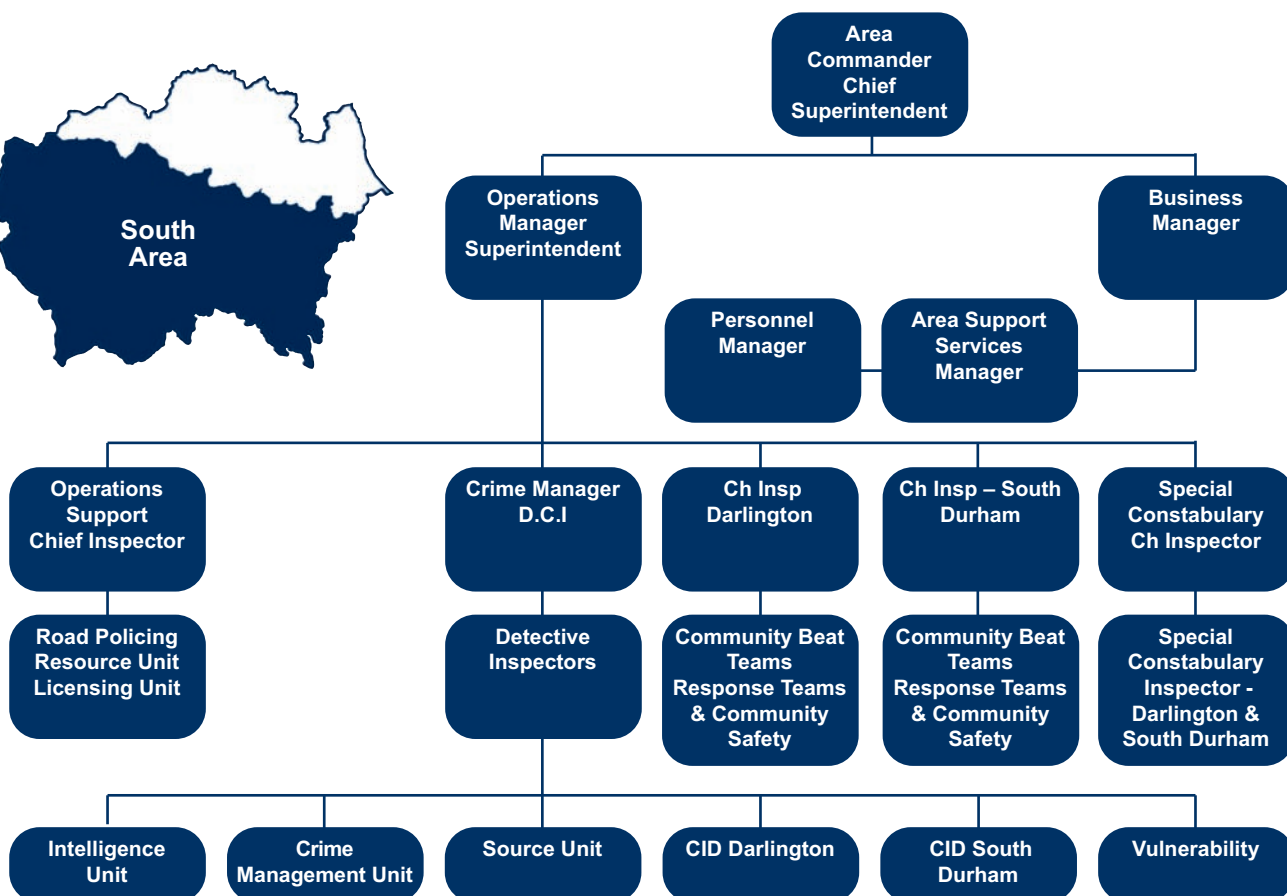 Area
Commander
Chief
Superintendent
South
Area
Operations
Manager
Superintendent
Business
Manager
Personnel
Manager
Area Support
Services
Manager
Operations
Support
Chief Inspector
Crime Manager
D.C.I
Ch Insp
Darlington
Ch Insp – South
Durham
Special
Constabulary
Ch Inspector
Road Policing
Resource Unit
Licensing Unit
Detective
Inspectors
Community Beat
Teams
Response Teams
& Community
Safety
Community Beat
Teams
Response Teams
& Community
Safety
Special
Constabulary
Inspector -
Darlington &
South Durham
Intelligence
Unit
Crime
Management Unit
Source Unit
CID Darlington
CID South
Durham
Vulnerability